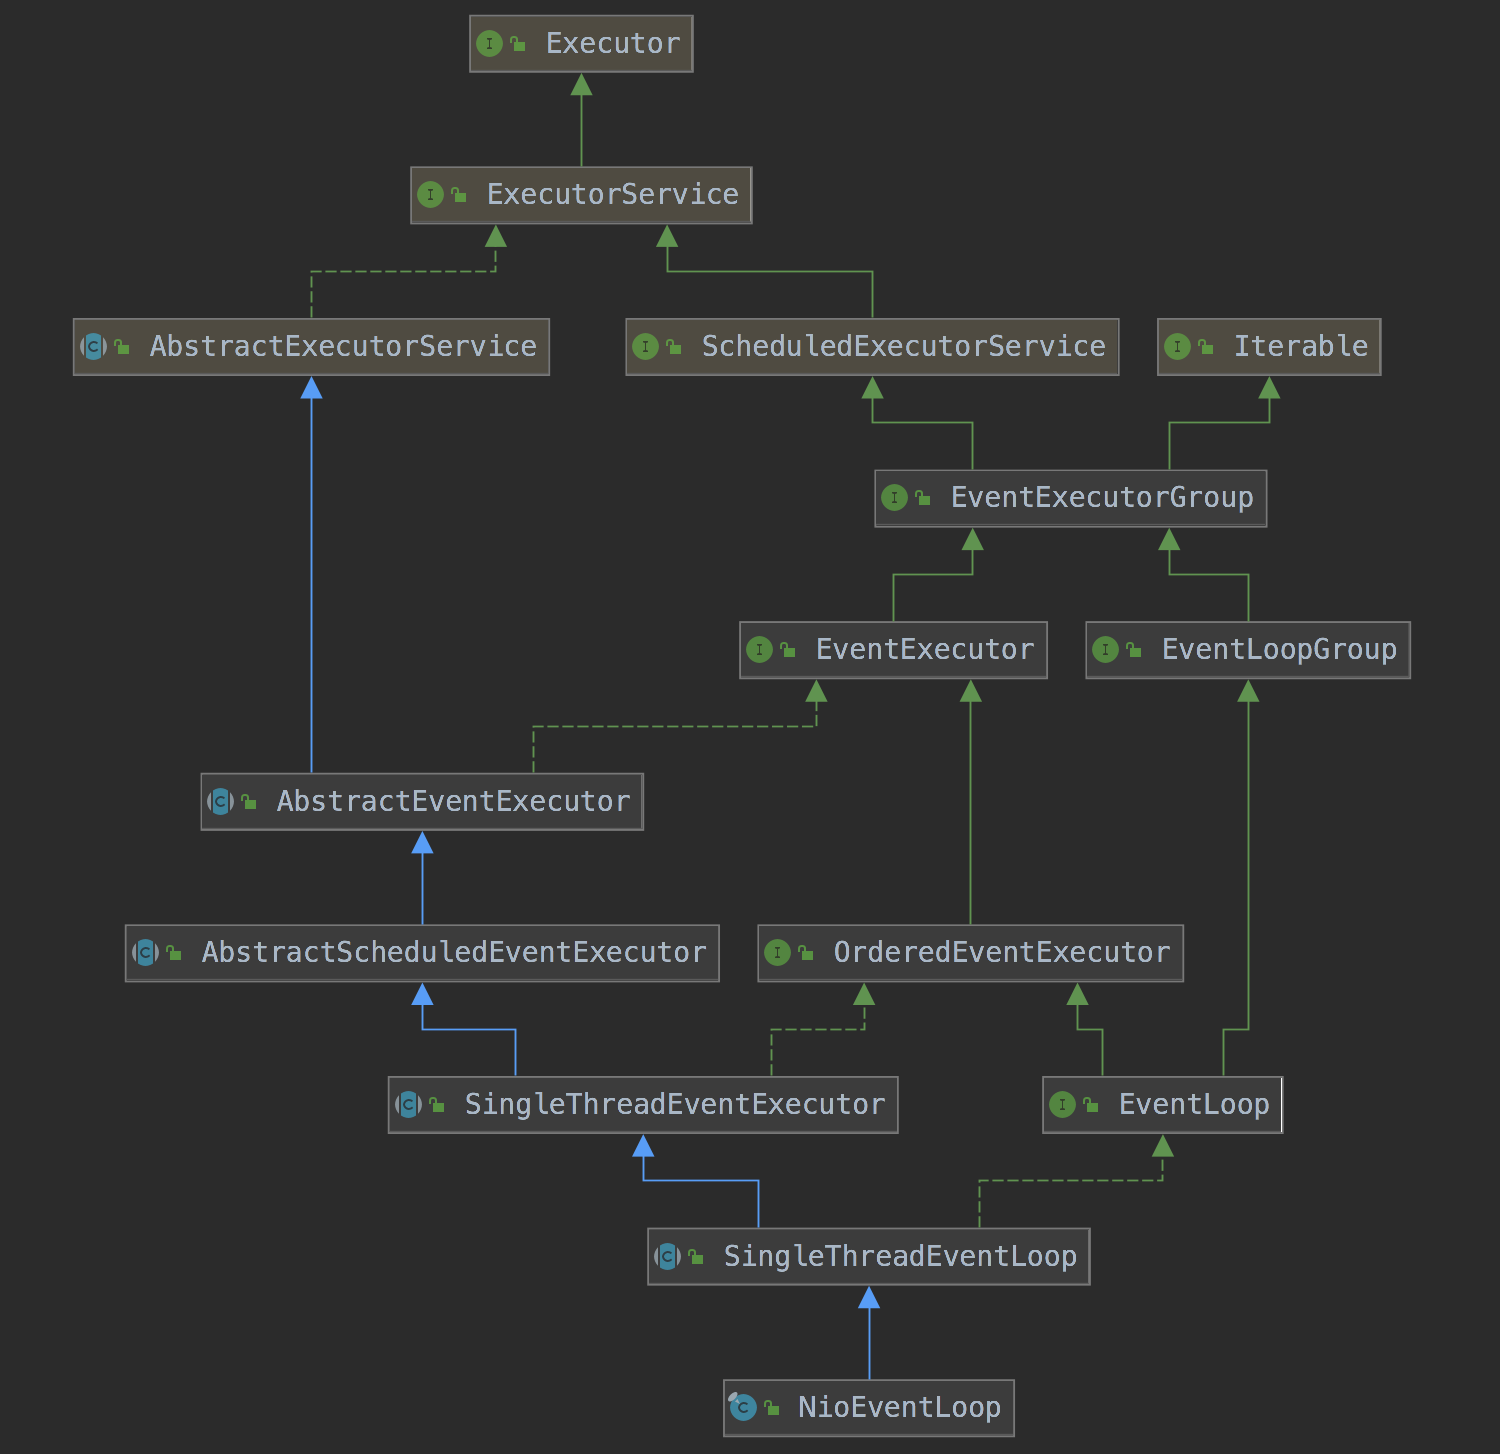 Executor
ExecutorService
AbstractExecutorService
ScheduledExecutorService
Iterable
EventExecutorGroup
EventExecutor
EventLoopGroup
AbstractEventExecutor
AbstractScheduledEventExecutor
OrderedEventExecutor
SingleThreadEventExecutor
EventLoop
SingleThreadEventLoop
NioEventLoop